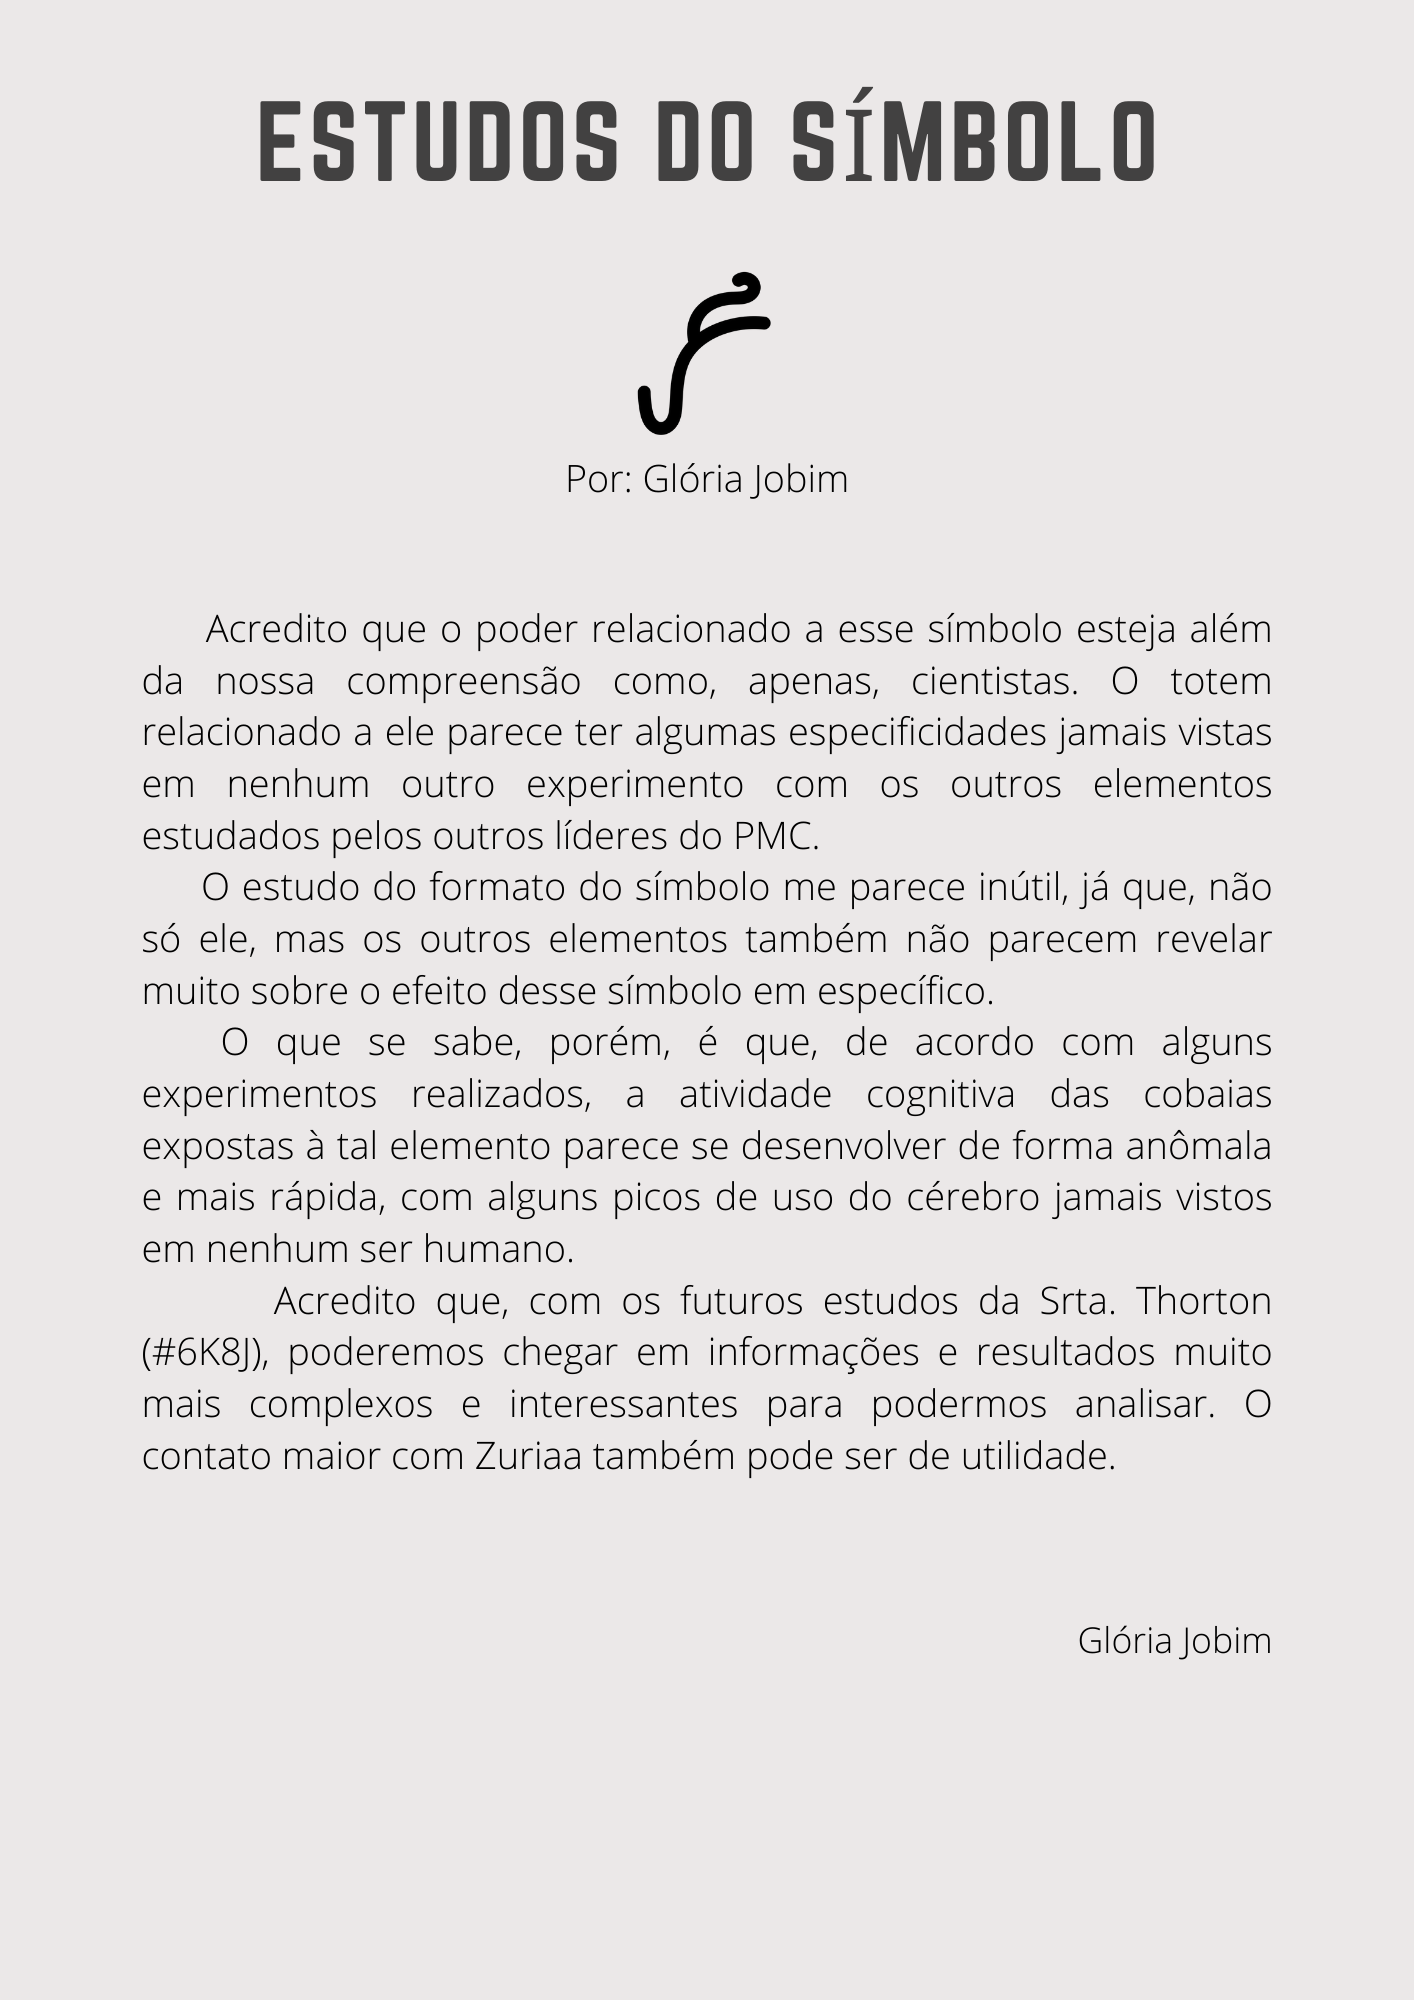 ESTUDOS DO SÍMBOLO
Por: Glória Jobim
Acredito que o poder relacionado a esse símbolo esteja além
da nossa compreensão como, apenas, cientistas. O totem
relacionado a ele parece ter algumas especificidades jamais vistas
em nenhum outro experimento com os outros elementos
estudados pelos outros líderes do PMC.
O estudo do formato do símbolo me parece inútil, já que, não
só ele, mas os outros elementos também não parecem revelar
muito sobre o efeito desse símbolo em específico.
O que se sabe, porém, é que, de acordo com alguns
experimentos realizados, a atividade cognitiva das cobaias
expostas à tal elemento parece se desenvolver de forma anômala
e mais rápida, com alguns picos de uso do cérebro jamais vistos
em nenhum ser humano.
Acredito que, com os futuros estudos da Srta. Thorton
(#6K8J), poderemos chegar em informações e resultados muito
mais complexos e interessantes para podermos analisar. O
contato maior com Zuriaa também pode ser de utilidade.
Glória Jobim